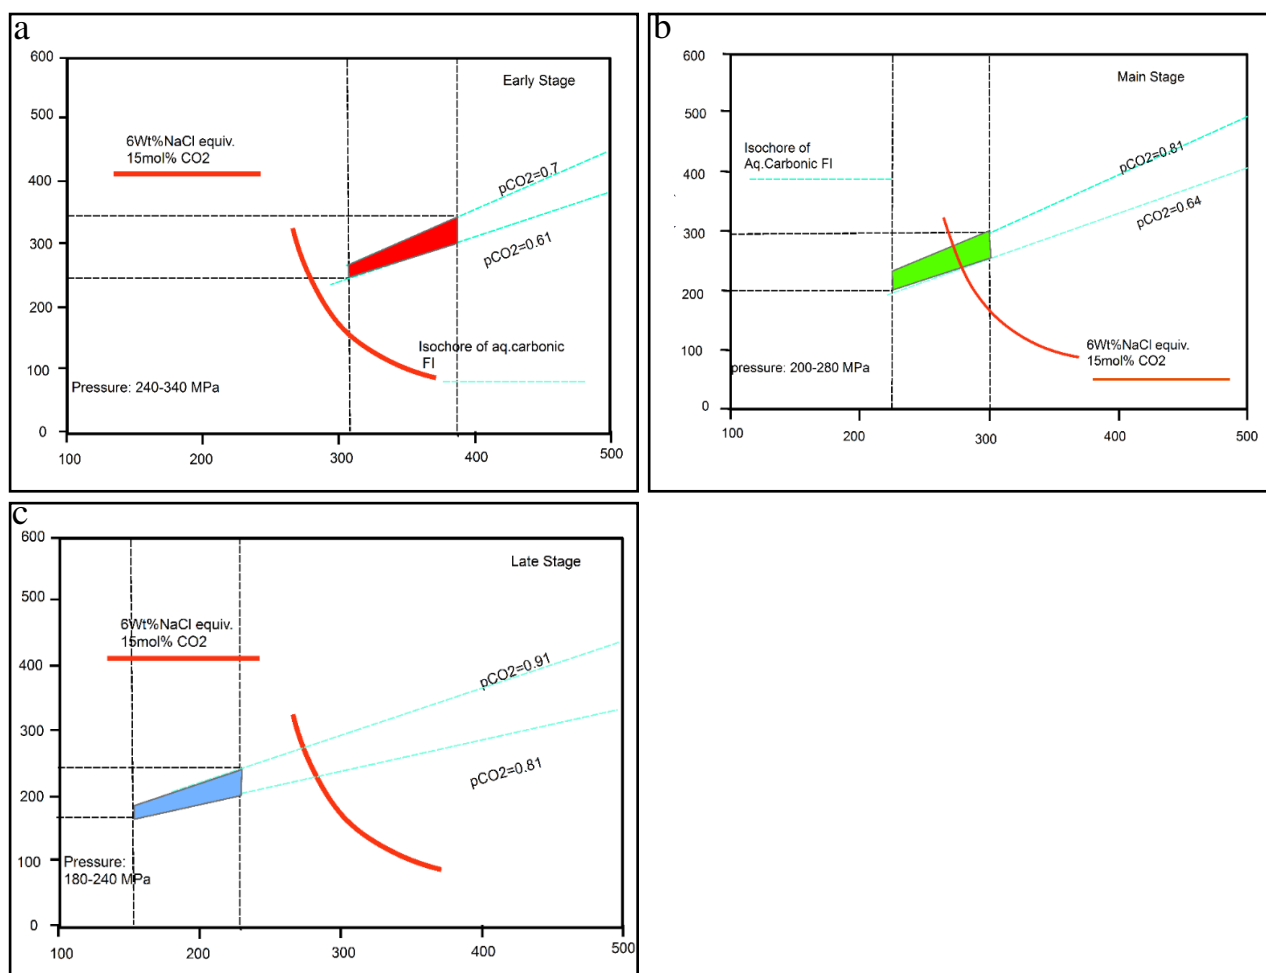 a
600
500
400
300
200
100
0
Early Stage
6Wt%NaCl equiv.
15mol% CO2
pCO2=0.7
pCO2=0.61
Isochore of aq.carbonic
FI
Pressure: 240-340 MPa
100
200
300
400
500
b
600
500
400
300
200
100
0
Main Stage
Isochore of
Aq.Carbonic FI
pCO2=0.81
pCO2=0.64
6Wt%NaCl equiv.
15mol% CO2
pressure: 200-280 MPa
100
200
300
400
500
c
600
500
400
300
200
100
0
Late Stage
6Wt%NaCl equiv.
15mol% CO2
pCO2=0.91
pCO2=0.81
Pressure:
180-240 MPa
100
200
300
400
500